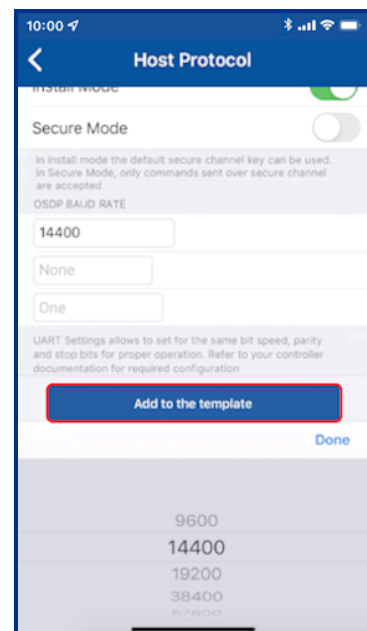 10:00
Host Protocol
Install Mode
Secure Mode
In install mode the default secure channel key can be used.
In Secure Mode, only commands sent over secure channel
are accepted
OSDP BAUD RATE
14400
None
One
UART Settings allows to set for the same bit speed, parity
and stop bits for proper operation. Refer to your controller
documentation for required configuration
Add to the template
Done
9600
14400
19200
38400
57600